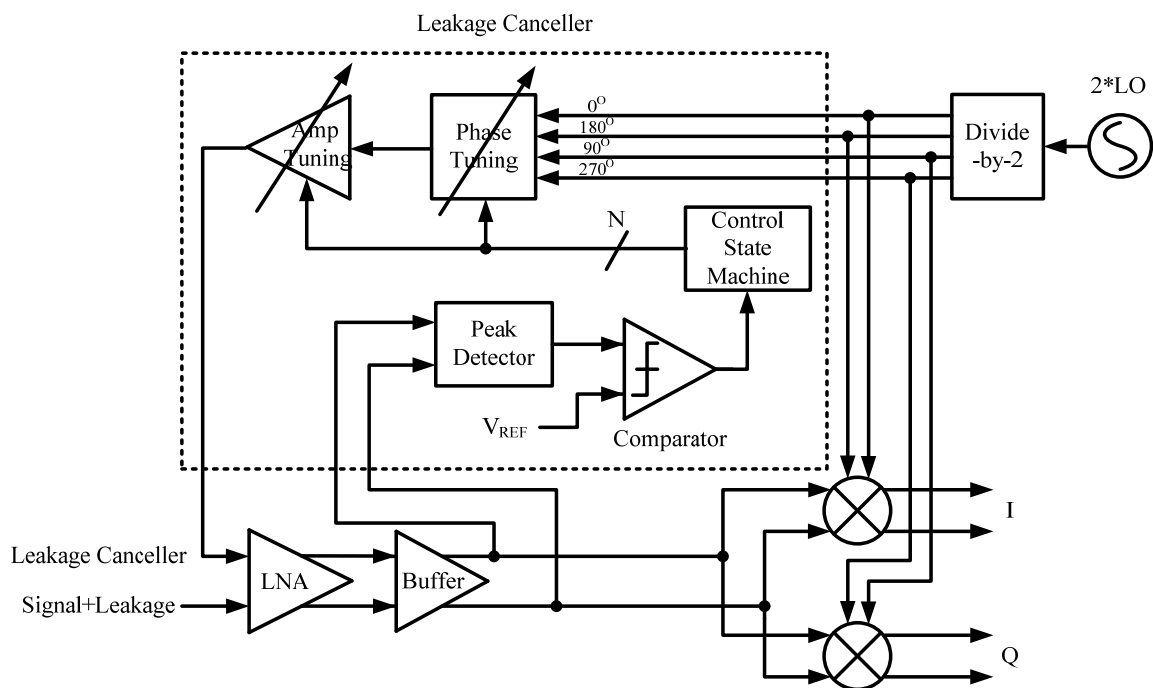 Leakage Canceller
2*LO
0O
180O
90O
270O
Amp
Tuning
Phase
Tuning
Divide
-by-2
N
Control
State
Machine
Peak
Detector
VREF
Comparator
I
Leakage Canceller
LNA
Buffer
Signal+Leakage
Q